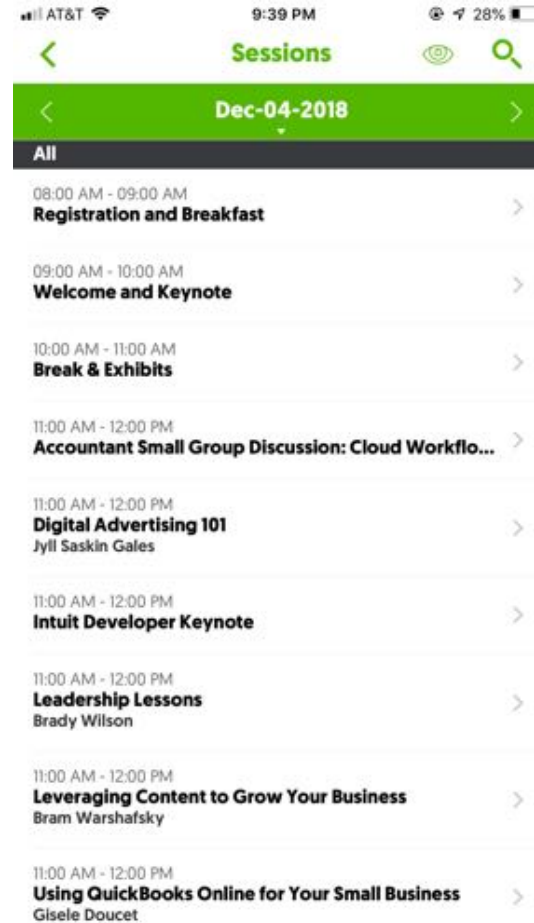 AT&T 9:39 PM 28%
Sessions
Dec-04-2018
All
08:00 AM - 09:00 AM
Registration and Breakfast
09:00 AM - 10:00 AM
Welcome and Keynote
10:00 AM - 11:00 AM
Break & Exhibits
11:00 AM - 12:00 PM
Accountant Small Group Discussion: Cloud Workflo...
11:00 AM - 12:00 PM
Digital Advertising 101
Jyll Saskin Gales
11:00 AM - 12:00 PM
Intuit Developer Keynote
11:00 AM - 12:00 PM
Leadership Lessons
Brady Wilson
11:00 AM - 12:00 PM
Leveraging Content to Grow Your Business
Bram Warshafsky
11:00 AM - 12:00 PM
Using QuickBooks Online for Your Small Business
Gisele Doucet